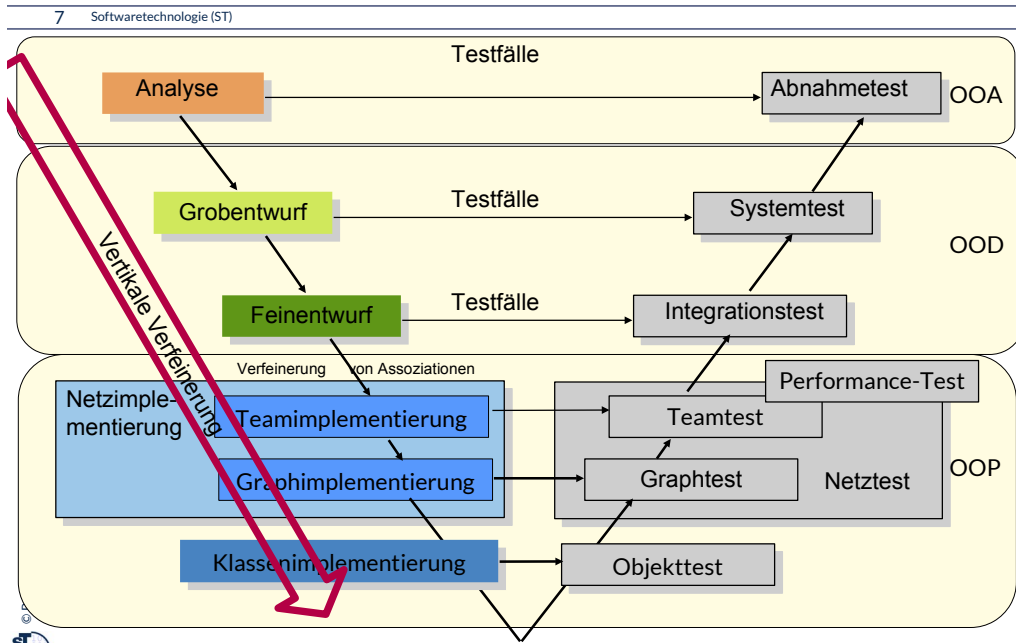 7 Softwaretechnologie (ST)
Testfälle
Analyse
Abnahmetest
OOA
Grobentwurf
Testfälle
Systemtest
OOD
Vertikale Verfeinerung
Feinentwurf
Testfälle
Integrationstest
Verfeinerung von Assoziationen
Performance-Test
Netzimple-
mentierung
Teamimplementierung
Teamtest
Graphimplementierung
Graphtest
Netztest
OOP
Klassenimplementierung
Objekttest
©
ST